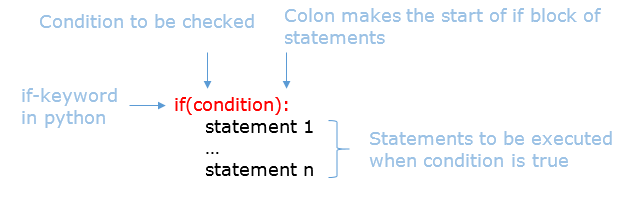 Condition to be checked
Colon makes the start of if block of
statements
if-keyword
in python
if(condition):
statement 1
...
statement n
Statements to be executed
when condition is true